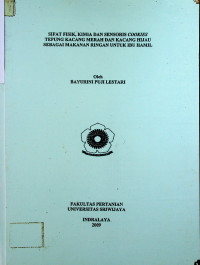 SIFAT FISIK, KIMIA DAN SENSORIS COOKIES
TEPUNG KACANG MERAH DAN KACANG HIJAU
SEBAGAI MAKANAN RINGAN UNTUK IBU HAMIL
Oleh
BAYURINI PUJI LESTARI
FAKULTAS PERTANIAN
UNIVERSITAS SRIWIJAYA
INDRALAYA
2009